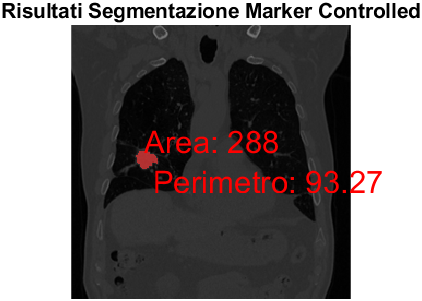 Risultati Segmentazione Marker Controlled
Area: 288
Perimetro: 93.27